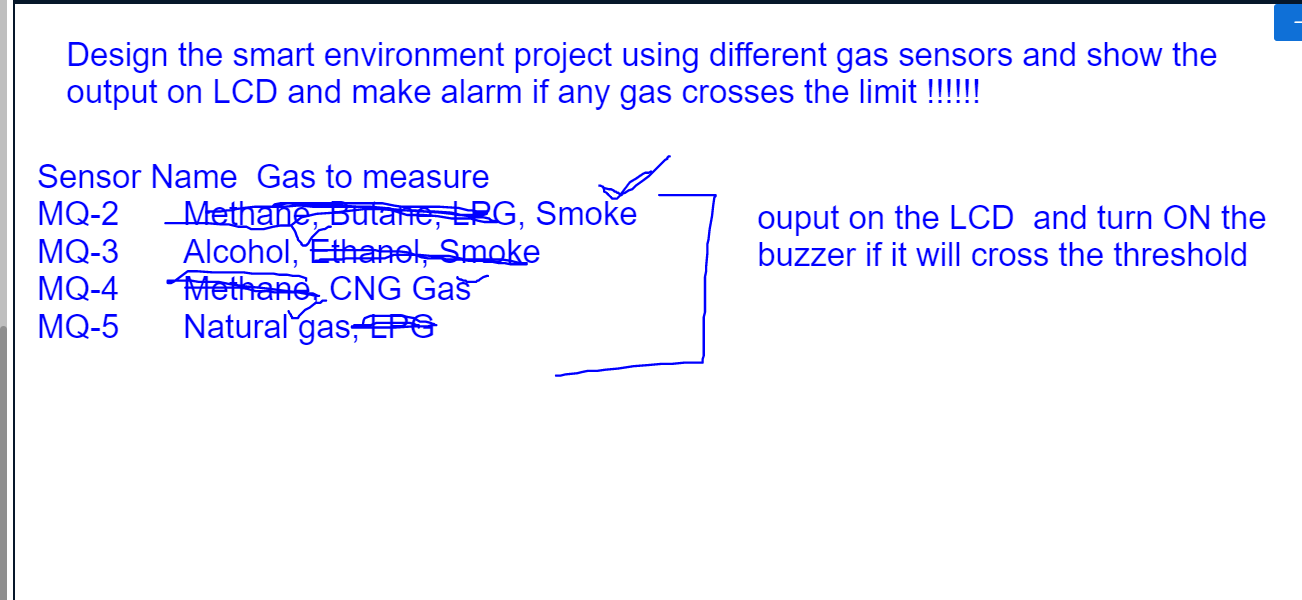 Design the smart environment project using different gas sensors and show the
output on LCD and make alarm if any gas crosses the limit !!!!!!
Sensor Name Gas to measure
MQ-2 Methane, Butane, LPG, Smoke
MQ-3 Alcohol, Ethanol, Smoke
MQ-4 Methane, CNG Gas
MQ-5 Natural gas, LPG
ouput on the LCD and turn ON the
buzzer if it will cross the threshold